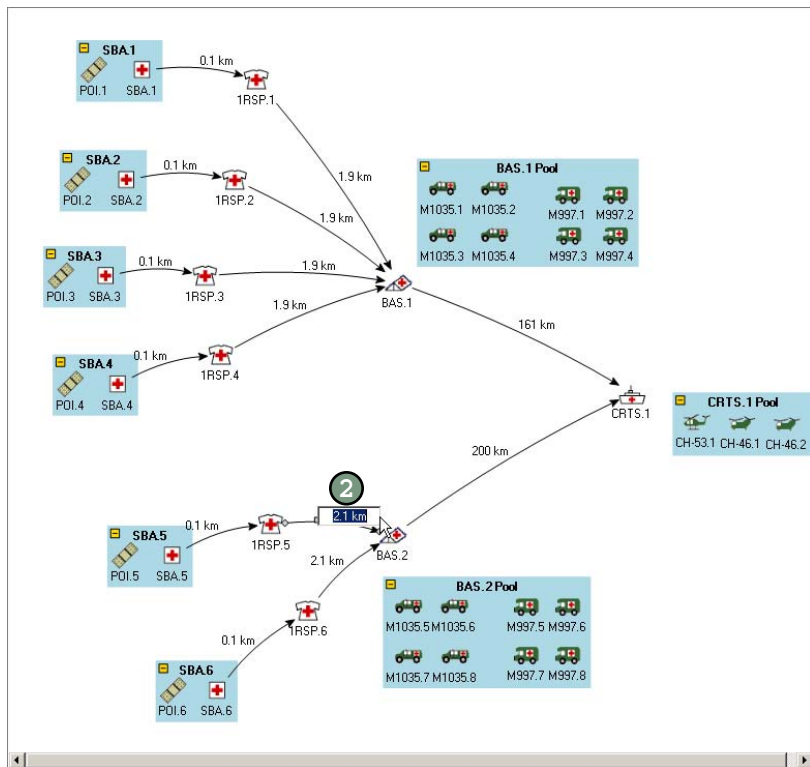 SBA.1
POI.1 SBA.1
0.1 km
1RSP.1
1.9 km
SBA.2
POI.2 SBA.2
0.1 km
1RSP.2
1.9 km
BAS.1 Pool
M1035.1 M1035.2 M997.1 M997.2
M1035.3 M1035.4 M997.3 M997.4
SBA.3
POI.3 SBA.3
0.1 km
1RSP.3
1.9 km
BAS.1
SBA.4
POI.4 SBA.4
0.1 km
1RSP.4
1.9 km
161 km
CRTS.1
CRTS.1 Pool
CH-53.1 CH-46.1 CH-46.2
200 km
2
2.1 km
SBA.5
POI.5 SBA.5
0.1 km
1RSP.5
BAS.2
2.1 km
BAS.2 Pool
M1035.5 M1035.6 M997.5 M997.6
M1035.7 M1035.8 M997.7 M997.8
1RSP.6
0.1 km
SBA.6
POI.6 SBA.6